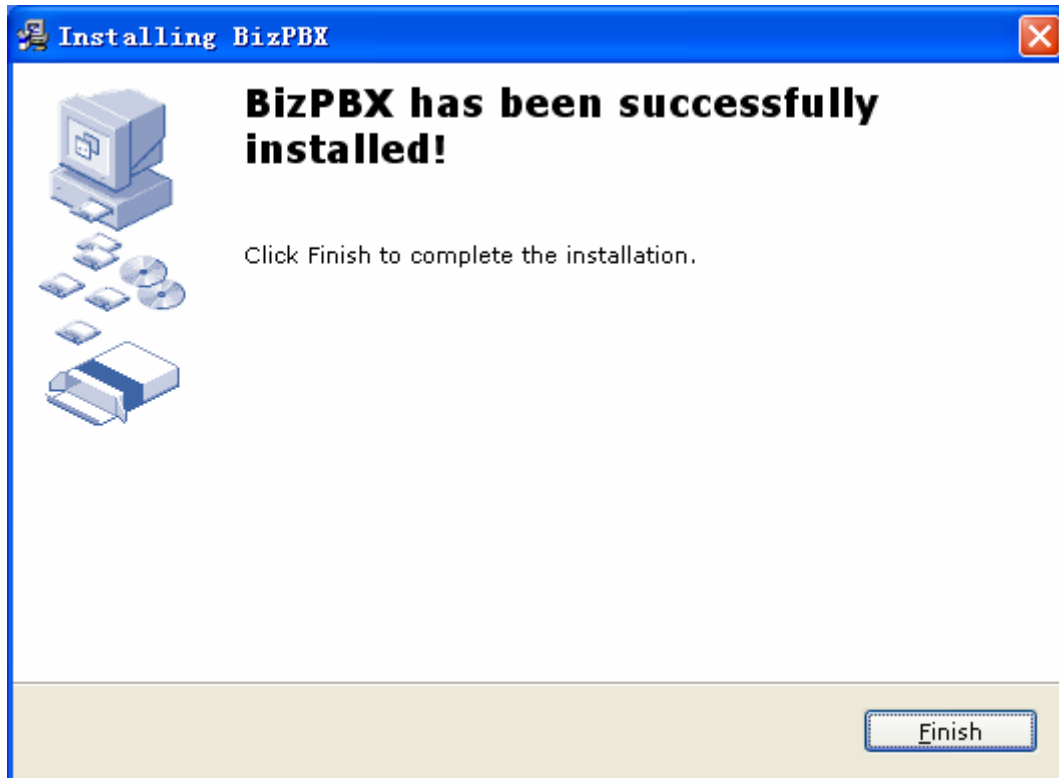 Installing BizPBX
BizPBX has been successfully
installed!
Click Finish to complete the installation.
Finish